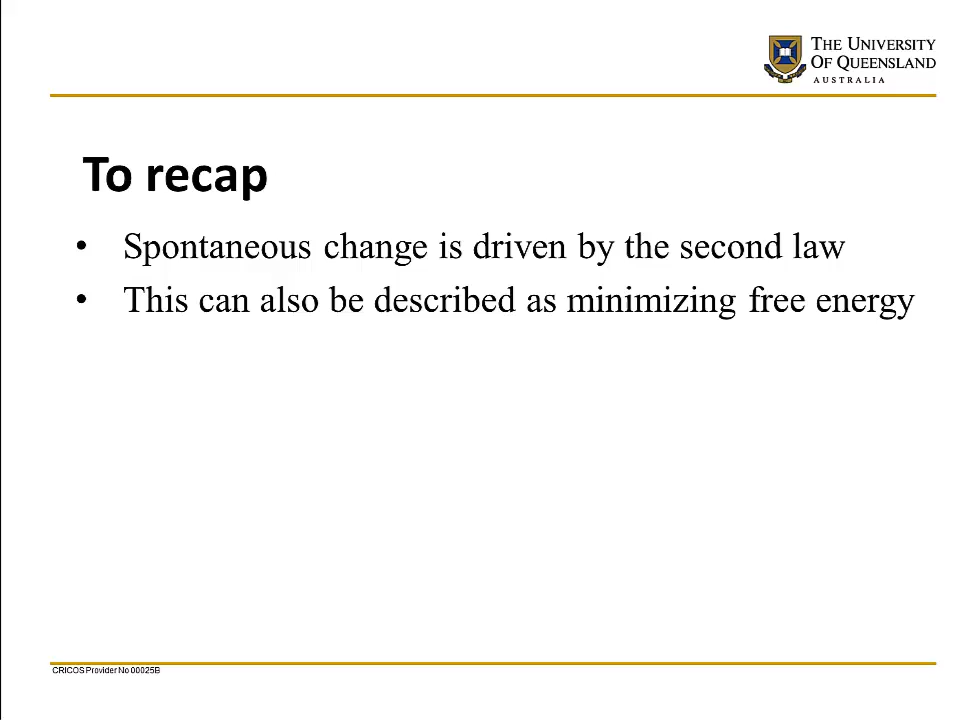 THE UNIVERSITY
OF QUEENSLAND
AUSTRALIA
To recap
• Spontaneous change is driven by the second law
• This can also be described as minimizing free energy
CRICOS Provider No 00025B